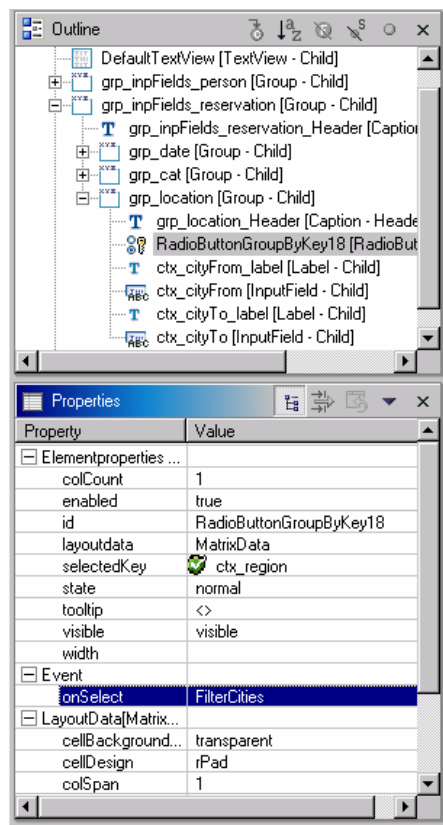 Outline
DefaultTextView [TextView - Child]
grp_inpFields_person [Group - Child]
grp_inpFields_reservation [Group - Child]
grp_inpFields_reservation_Header [Caption
grp_date [Group - Child]
grp_cat [Group - Child]
grp_location [Group - Child]
grp_location_Header [Caption - Heade
RadioButtonGroupByKey18 [RadioBut
ctx_cityFrom_label [Label - Child]
ctx_cityFrom [InputField - Child]
ctx_cityTo_label [Label - Child]
ctx_cityTo [InputField - Child]
Properties
Property Value
Elementproperties ...
colCount 1
enabled true
id RadioButtonGroupByKey18
layoutdata MatrixData
selectedKey ctx_region
state normal
tooltip <>
visible visible
width
Event
onSelect FilterCities
LayoutData[Matrix...
cellBackground... transparent
cellDesign rPad
colSpan 1